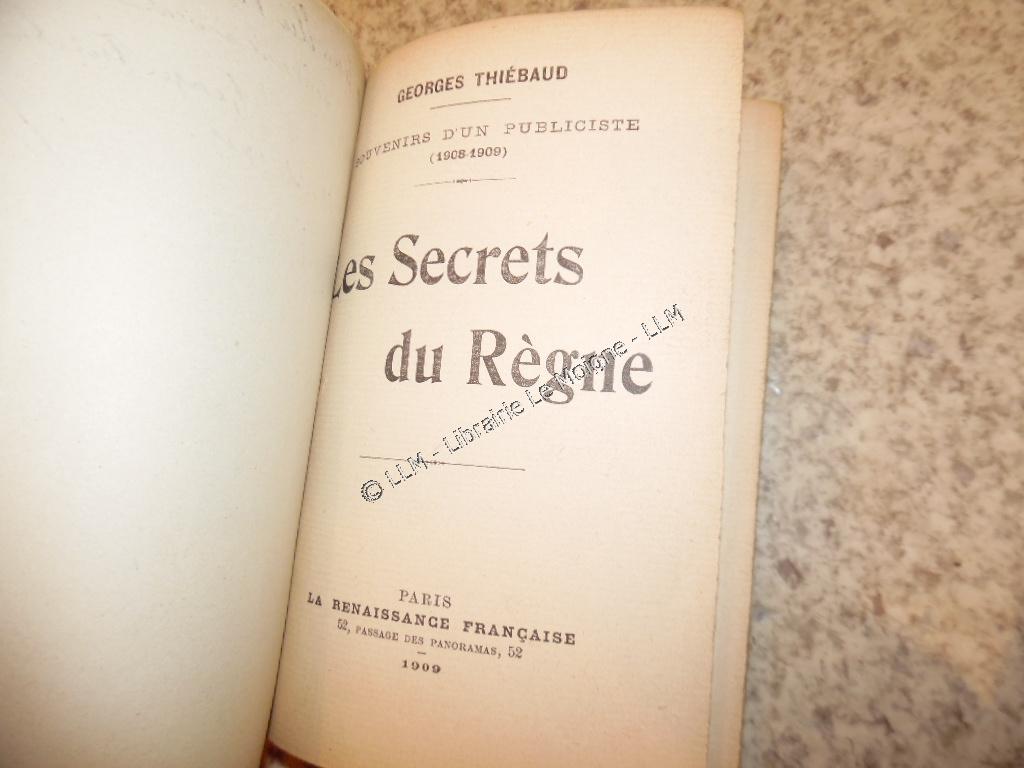 GEORGES THIÉBAUD
SOUVENIRS D'UN PUBLICISTE
(1908-1909)
Les Secrets
du Règne
© LLM - Librairie Le Moigne - LLM
PARIS
LA RENAISSANCE FRANÇAISE
52, PASSAGE DES PANORAMAS, 52
1909